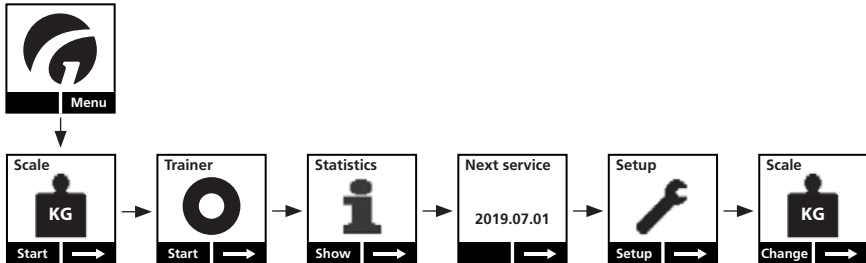 Menu
Scale
KG
Start
Trainer
Start
Statistics
Show
Next service
2019.07.01
Setup
Setup
Scale
KG
Change